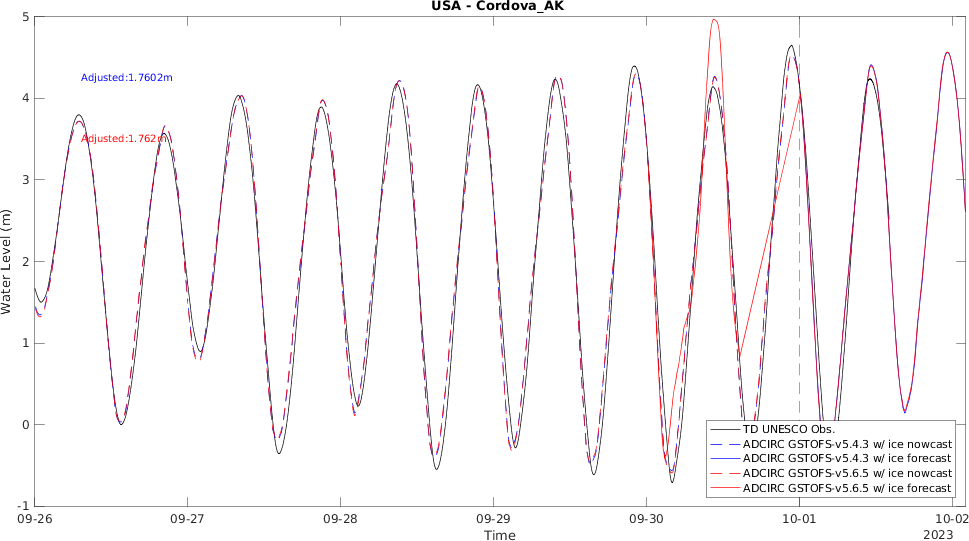 USA - Cordova_AK
5
Adjusted:1.7602m
4
Adjusted:1.762m
3
2
1
0
-1
Water Level (m)
TD UNESCO Obs.
ADCIRC GSTOFS-v5.4.3 w/ ice nowcast
ADCIRC GSTOFS-v5.4.3 w/ ice forecast
ADCIRC GSTOFS-v5.6.5 w/ ice nowcast
ADCIRC GSTOFS-v5.6.5 w/ ice forecast
09-26 09-27 09-28 09-29 09-30 10-01 10-02
Time
2023